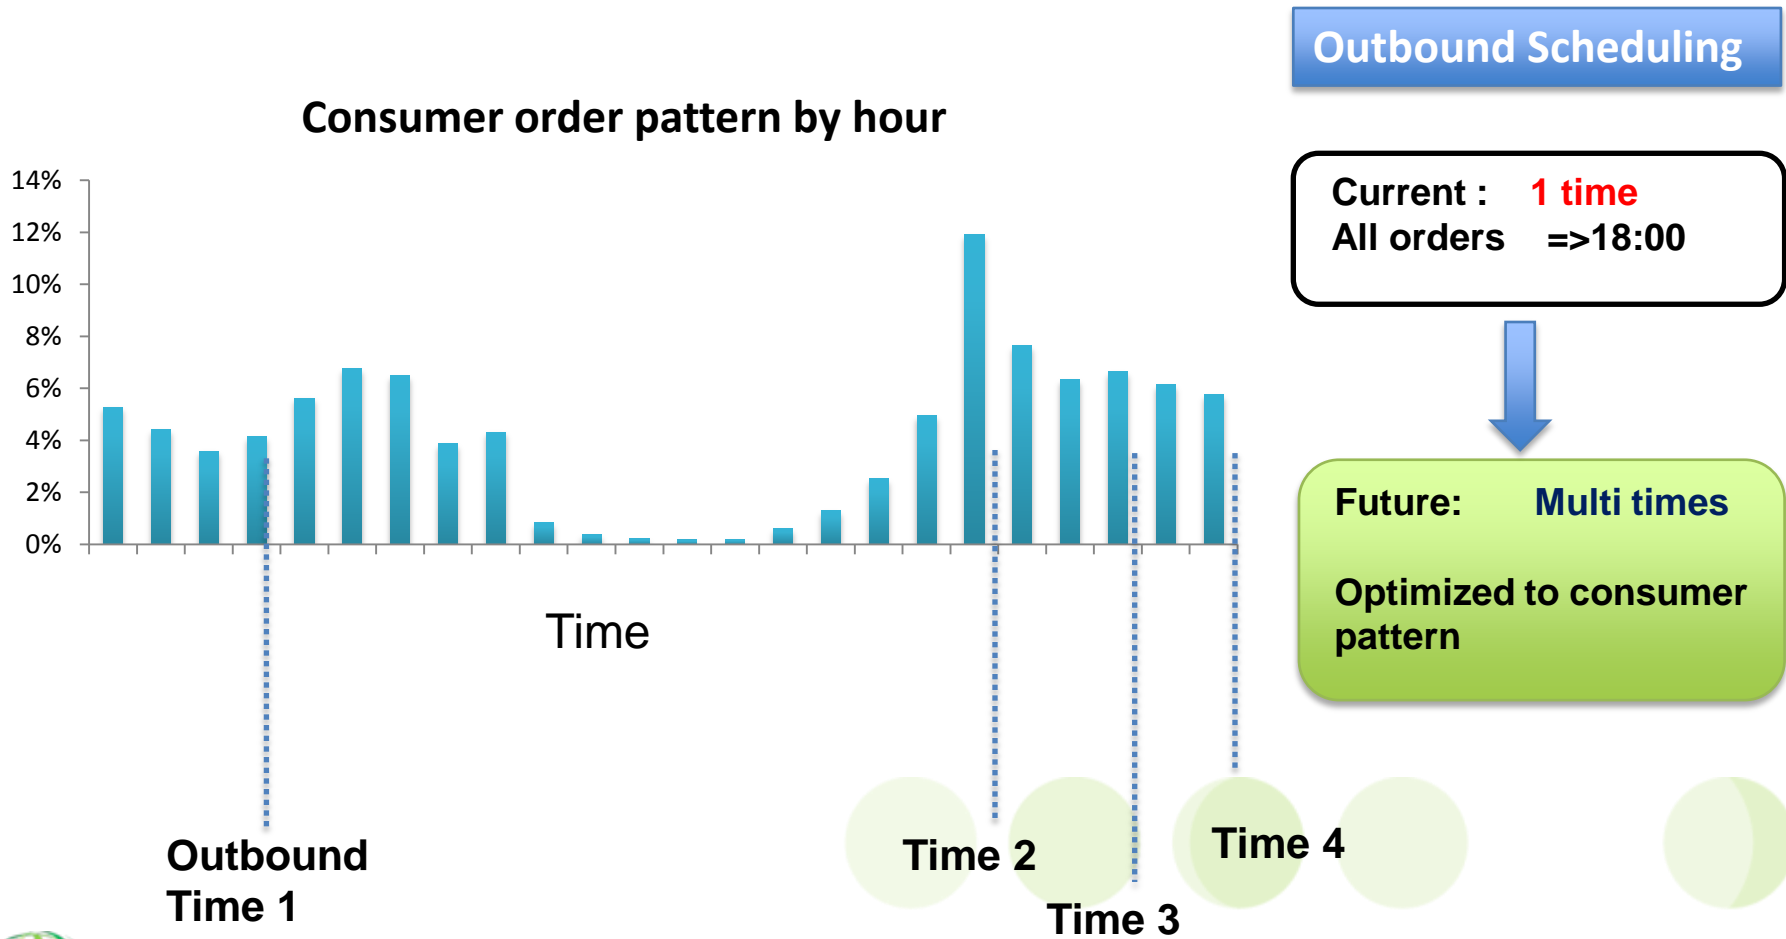 Outbound Scheduling
Consumer order pattern by hour
14%
12%
10%
8%
6%
4%
2%
0%
Time
Outbound
Time 1
Time 2
Time 3
Time 4
Current : 1 time
All orders =>18:00
Future: Multi times
Optimized to consumer
pattern